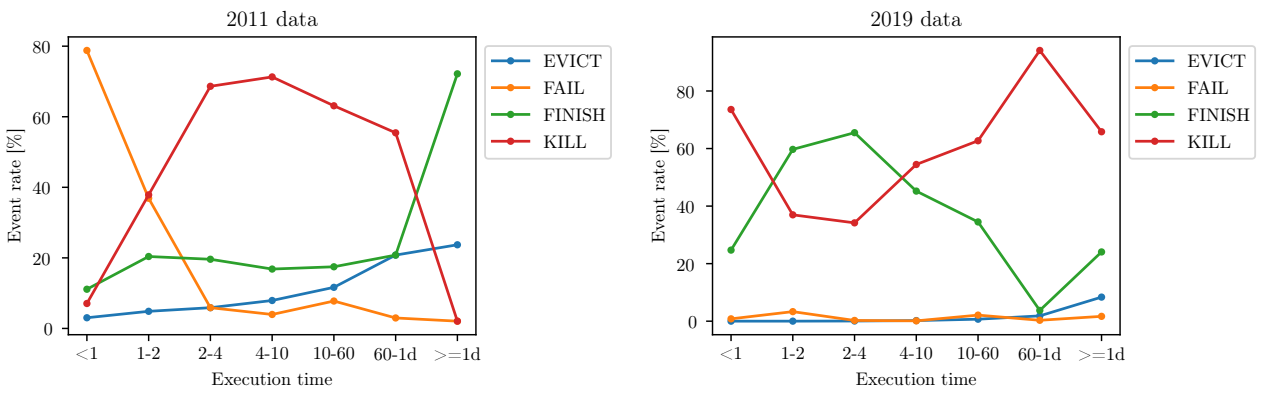 2011 data
Event rate [%]
80
60
40
20
0
<1 1-2 2-4 4-10 10-60 60-1d >=1d
Execution time
EVICT
FAIL
FINISH
KILL
2019 data
Event rate [%]
80
60
40
20
0
<1 1-2 2-4 4-10 10-60 60-1d >=1d
Execution time
EVICT
FAIL
FINISH
KILL